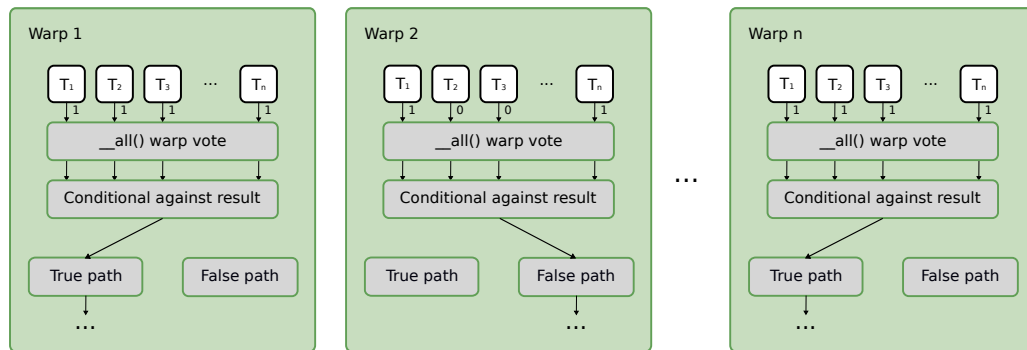 Warp 1
T₁ T₂ T₃ ... Tₙ
1 1 1 1
__all() warp vote
Conditional against result
True path False path
...
Warp 2
T₁ T₂ T₃ ... Tₙ
1 0 0 1
__all() warp vote
Conditional against result
True path False path
...
...
Warp n
T₁ T₂ T₃ ... Tₙ
1 1 1 1
__all() warp vote
Conditional against result
True path False path
...